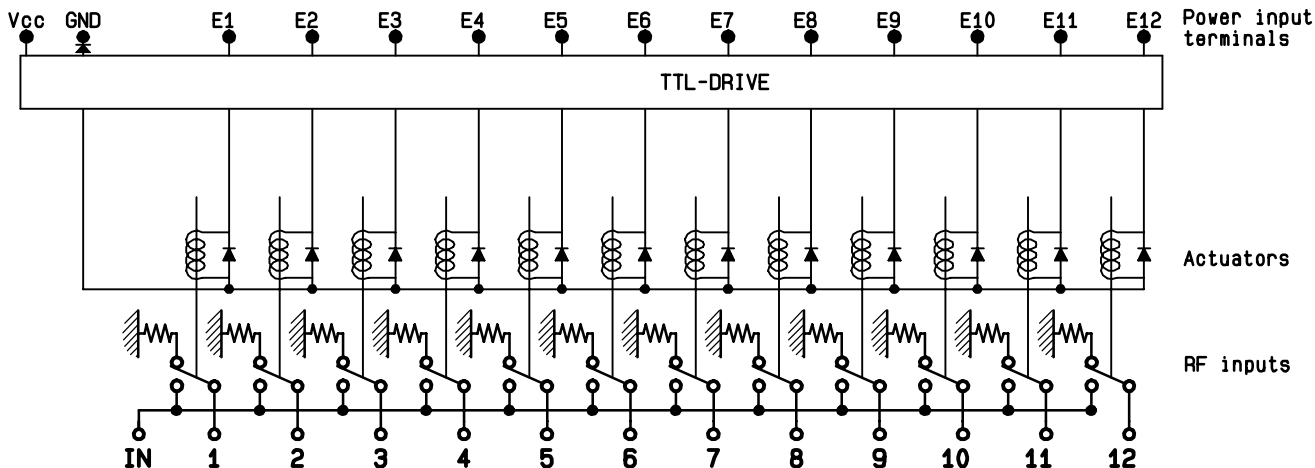 Vcc GND E1 E2 E3 E4 E5 E6 E7 E8 E9 E10 E11 E12 Power input
terminals
TTL-DRIVE
Actuators
RF inputs
IN 1 2 3 4 5 6 7 8 9 10 11 12